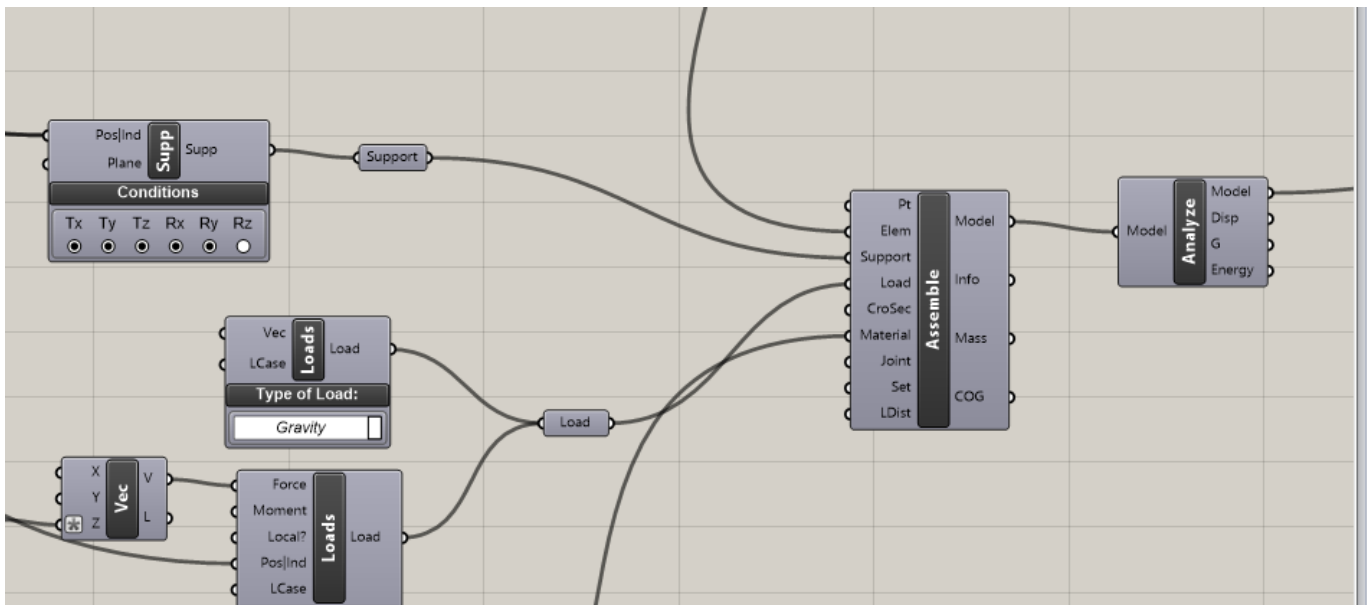 Pos|Ind
Plane
Supp
Supp
Conditions
Tx Ty Tz Rx Ry Rz
Support
Vec
LCase
Loads
Load
Type of Load:
Gravity
X
Y
Z
Vec
V
L
Force
Moment
Local?
Pos|Ind
LCase
Loads
Load
Load
Pt
Elem
Support
Load
CroSec
Material
Joint
Set
LDist
Assemble
Model
Info
Mass
COG
Model
Analyze
Model
Disp
G
Energy